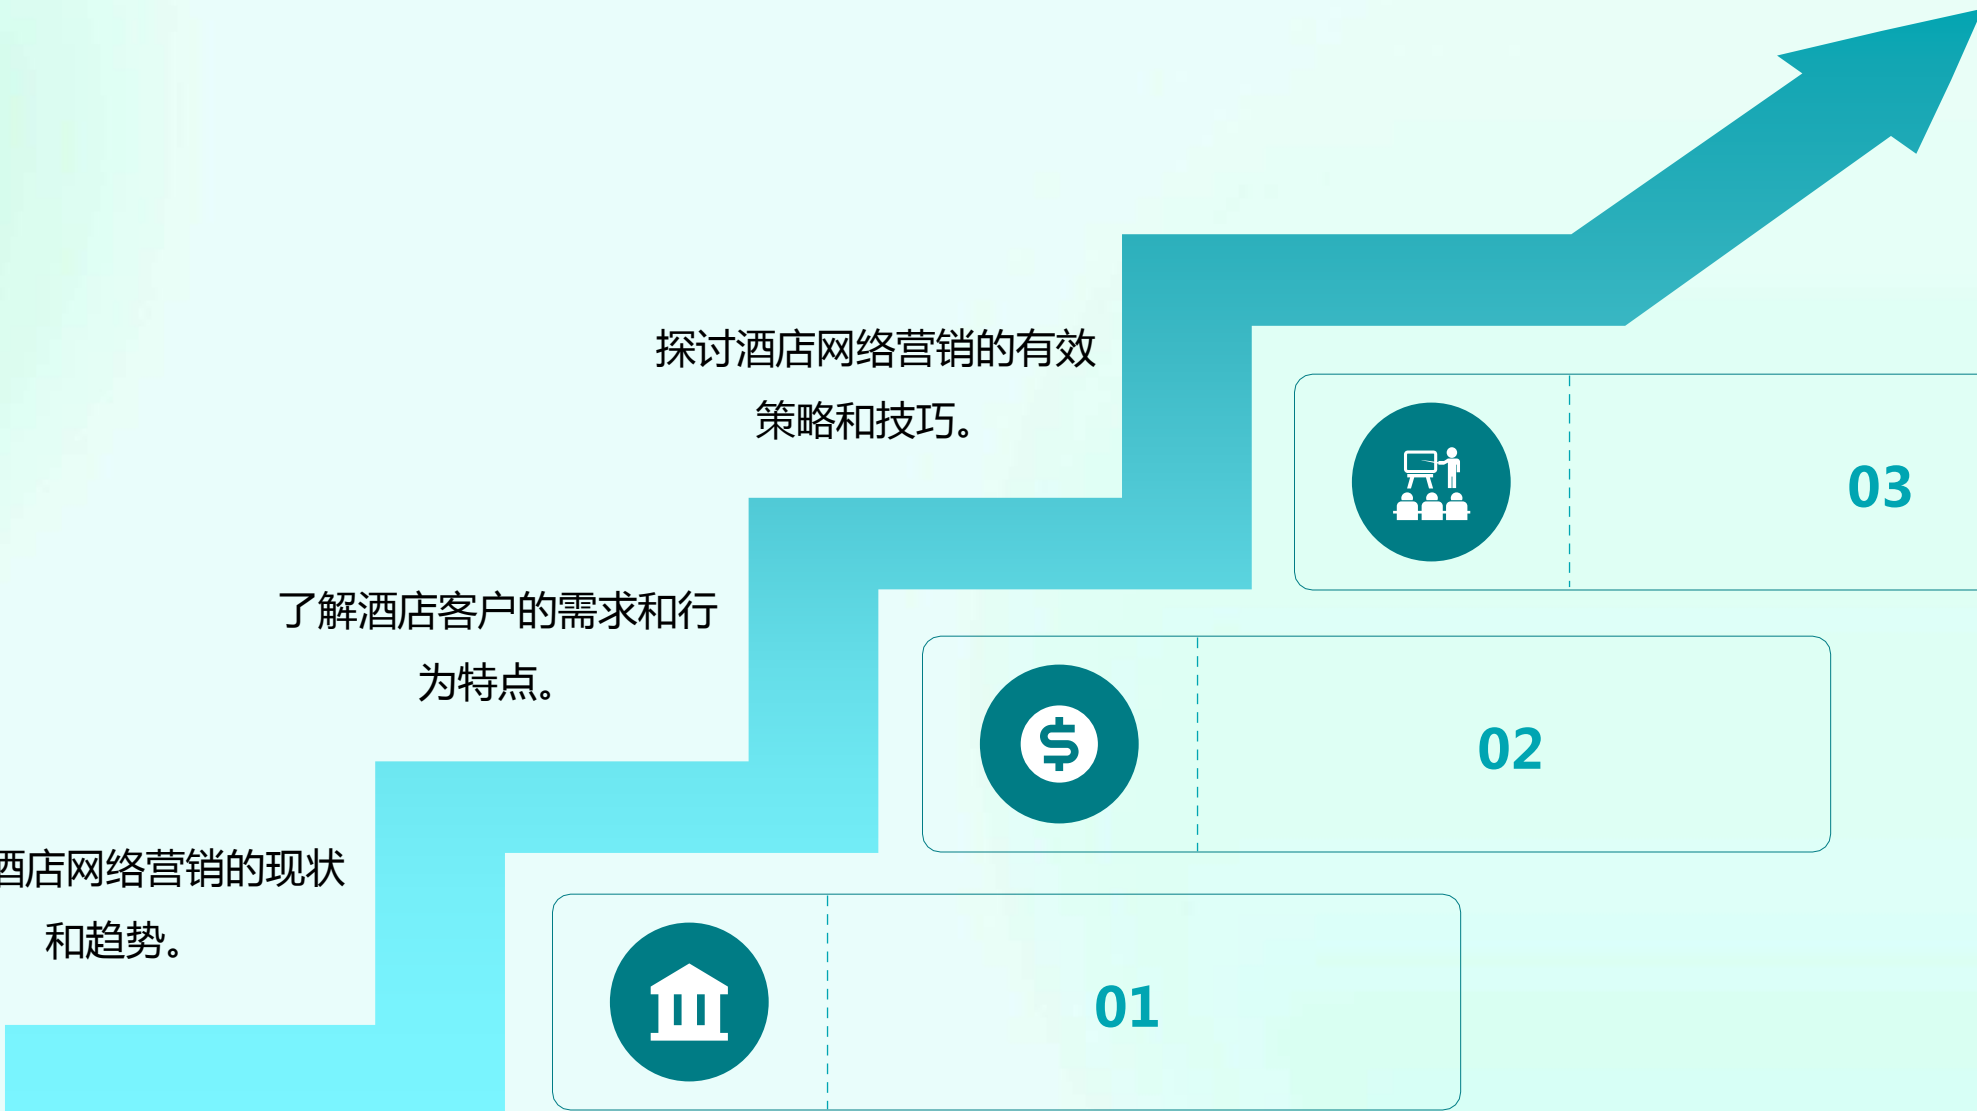 探讨酒店网络营销的有效
策略和技巧。
03
了解酒店客户的需求和行
为特点。
02
酒店网络营销的现状
和趋势。
01